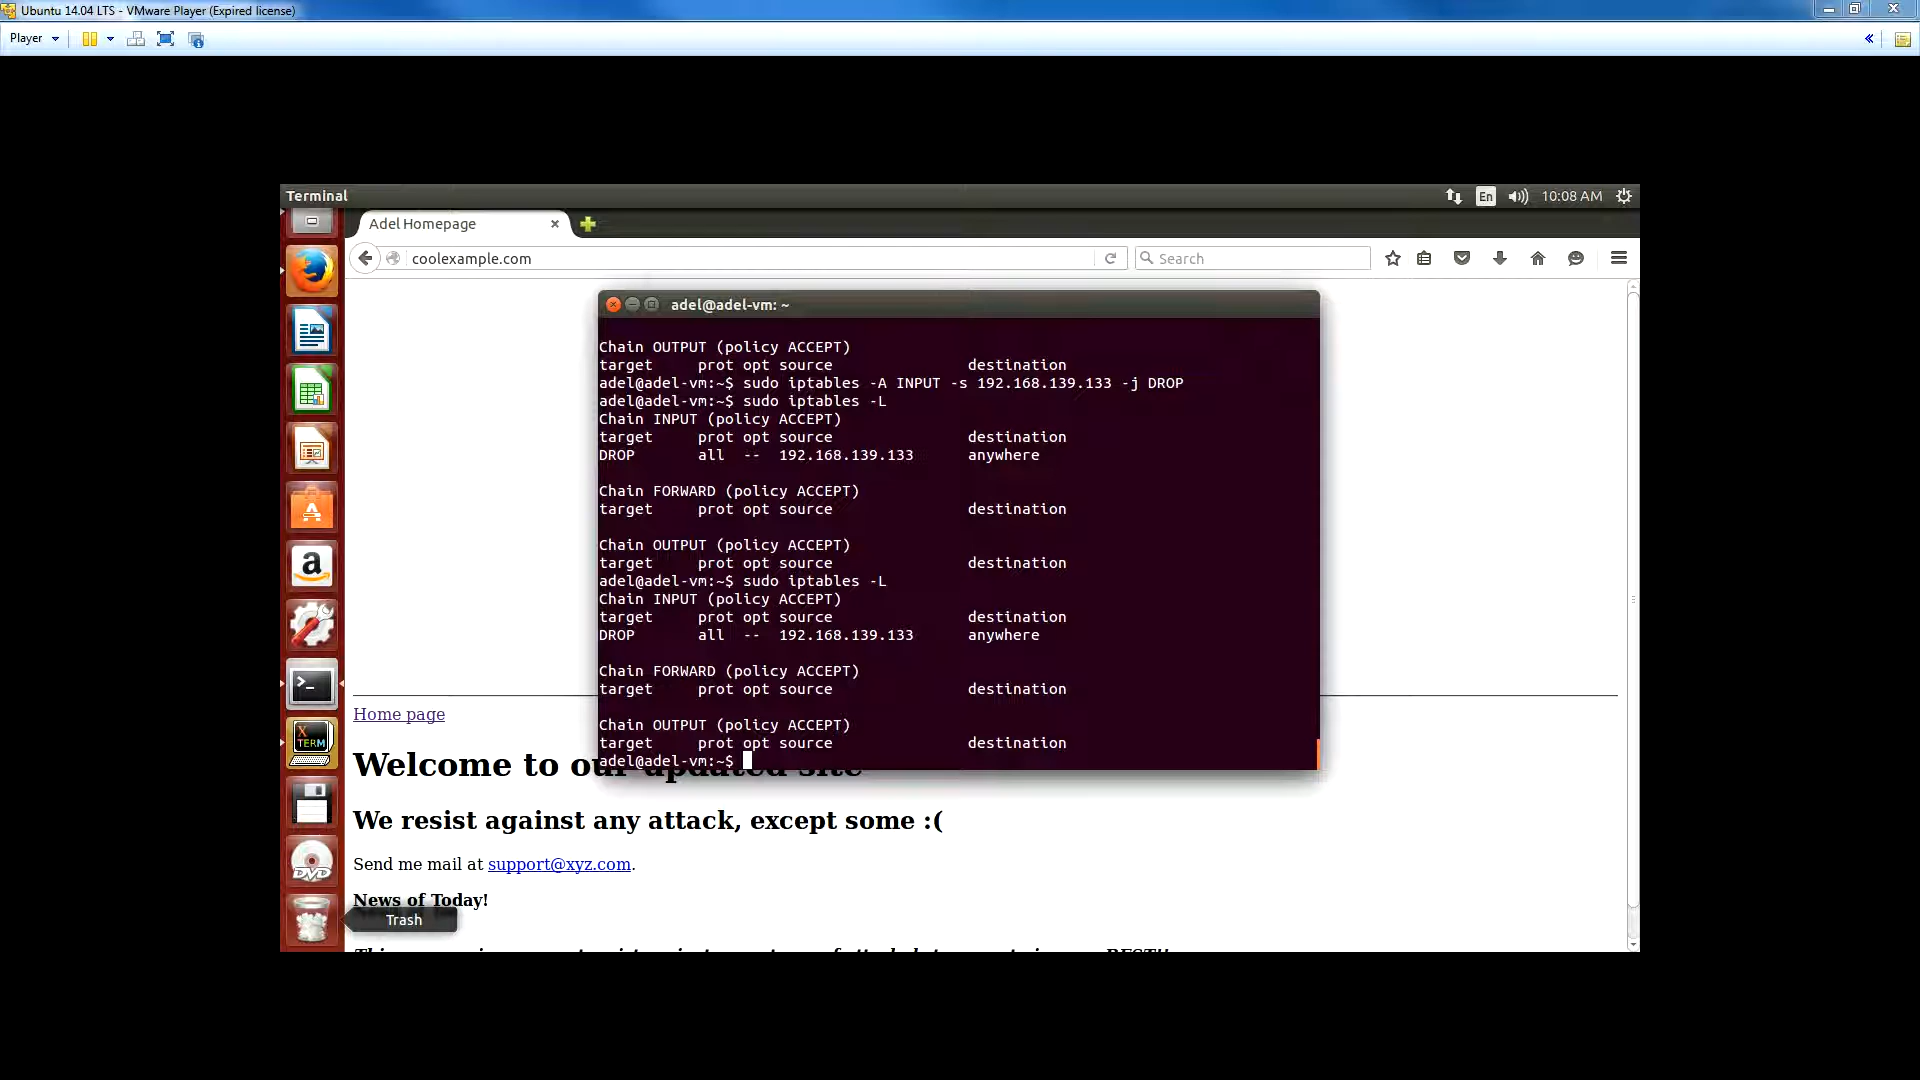 Ubuntu 14.04 LTS - VMware Player (Expired license)
Player
Terminal
En
10:08 AM
Adel Homepage
coolexample.com
Search
adel@adel-vm: ~
Chain OUTPUT (policy ACCEPT)
target     prot opt source               destination
adel@adel-vm:~$ sudo iptables -A INPUT -s 192.168.139.133 -j DROP
adel@adel-vm:~$ sudo iptables -L
Chain INPUT (policy ACCEPT)
target     prot opt source               destination
DROP       all  --  192.168.139.133      anywhere
Chain FORWARD (policy ACCEPT)
target     prot opt source               destination
Chain OUTPUT (policy ACCEPT)
target     prot opt source               destination
adel@adel-vm:~$ sudo iptables -L
Chain INPUT (policy ACCEPT)
target     prot opt source               destination
DROP       all  --  192.168.139.133      anywhere
Chain FORWARD (policy ACCEPT)
target     prot opt source               destination
Chain OUTPUT (policy ACCEPT)
target     prot opt source               destination
adel@adel-vm:~$
X
TERM
DVD
Trash
Home page
Welcome to our updated site
We resist against any attack, except some :(
Send me mail at support@xyz.com.
News of Today!